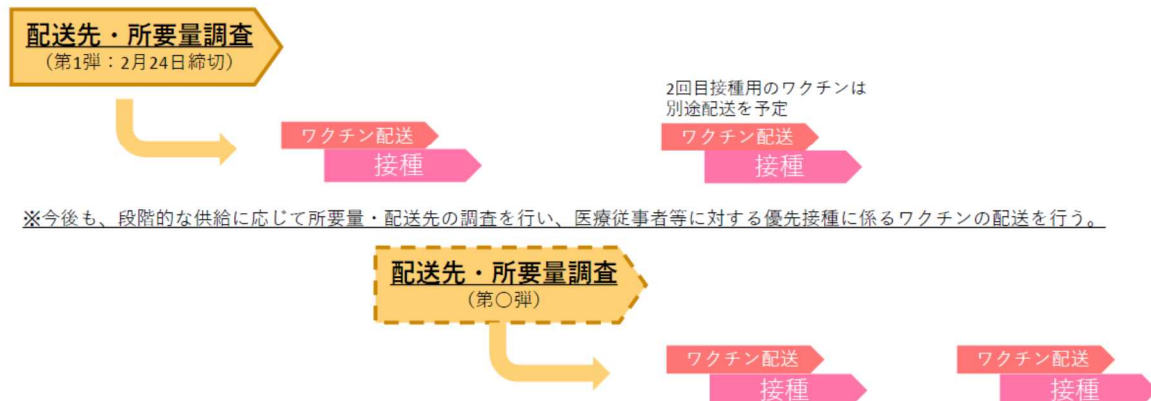 配送先・所要量調査
（第1弾：2月24日締切）
2回目接種用のワクチンは
別途配送を予定
ワクチン配送
接種
ワクチン配送
接種
※今後も、段階的な供給に応じて所要量・配送先の調査を行い、医療従事者等に対する優先接種に係るワクチンの配送を行う。
配送先・所要量調査
（第○弾）
ワクチン配送
接種
ワクチン配送
接種